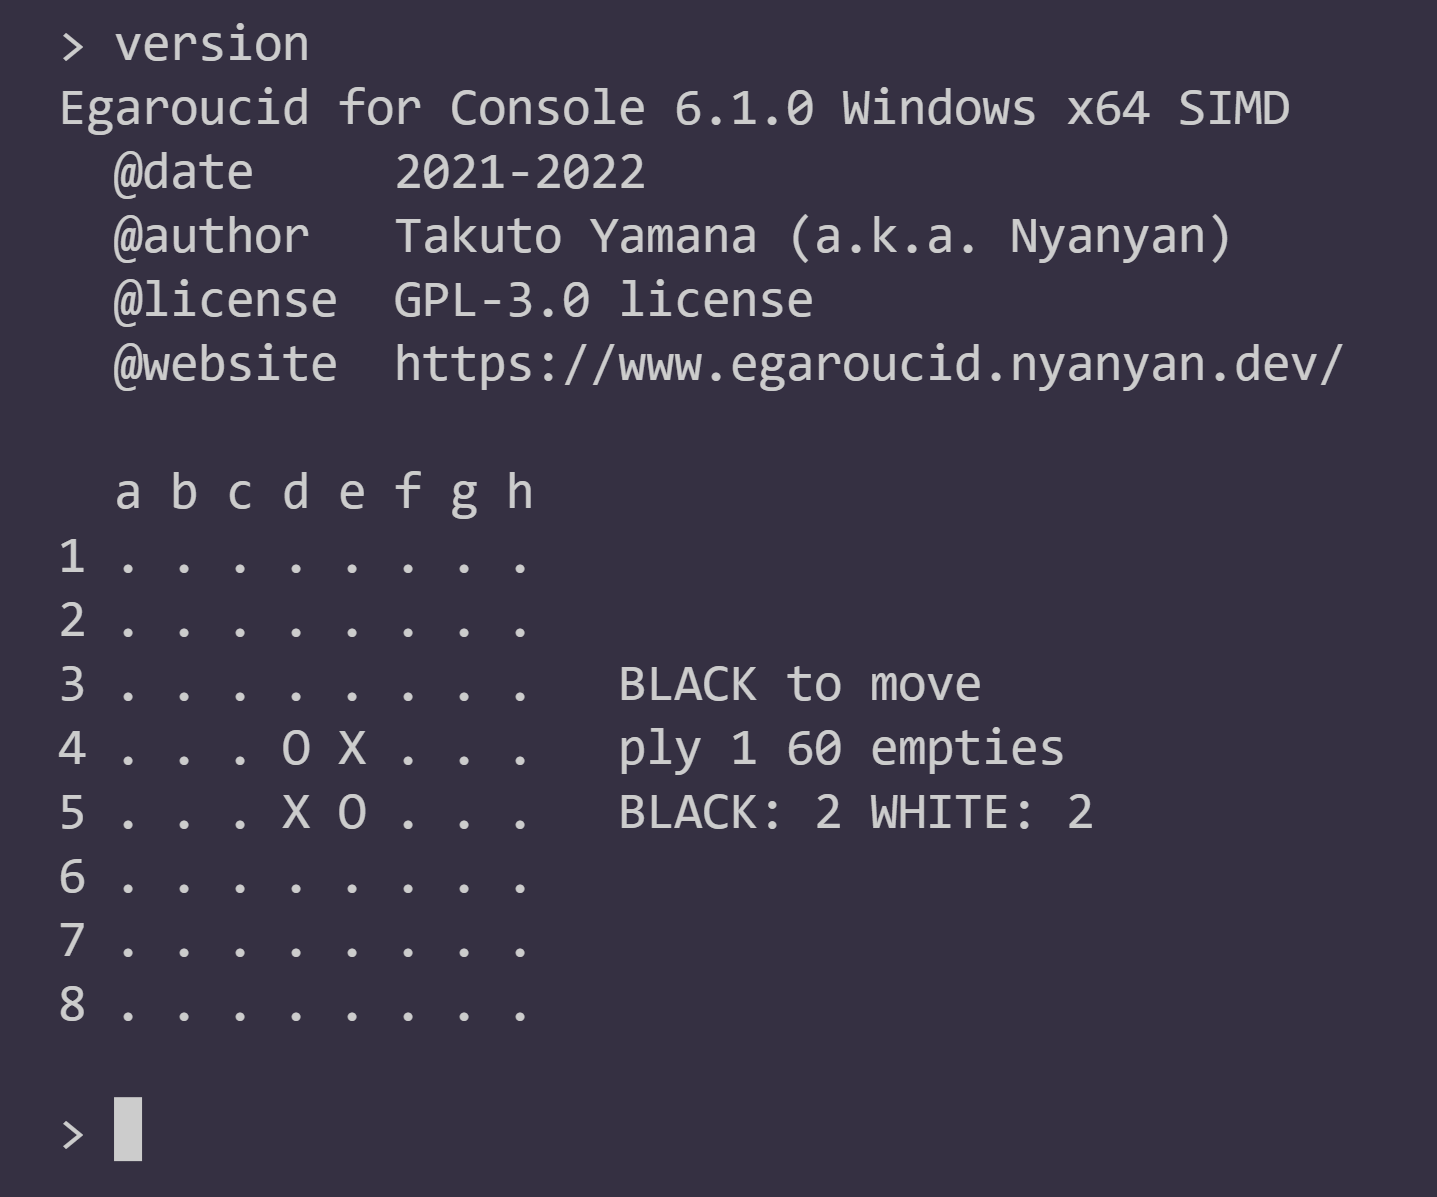 > version
Egaroucid for Console 6.1.0 Windows x64 SIMD
  @date     2021-2022
  @author   Takuto Yamana (a.k.a. Nyanyan)
  @license  GPL-3.0 license
  @website  https://www.egaroucid.nyanyan.dev/

  a b c d e f g h
1 . . . . . . . .
2 . . . . . . . .
3 . . . . . . . .   BLACK to move
4 . . . O X . . .   ply 1 60 empties
5 . . . X O . . .   BLACK: 2 WHITE: 2
6 . . . . . . . .
7 . . . . . . . .
8 . . . . . . . .

>